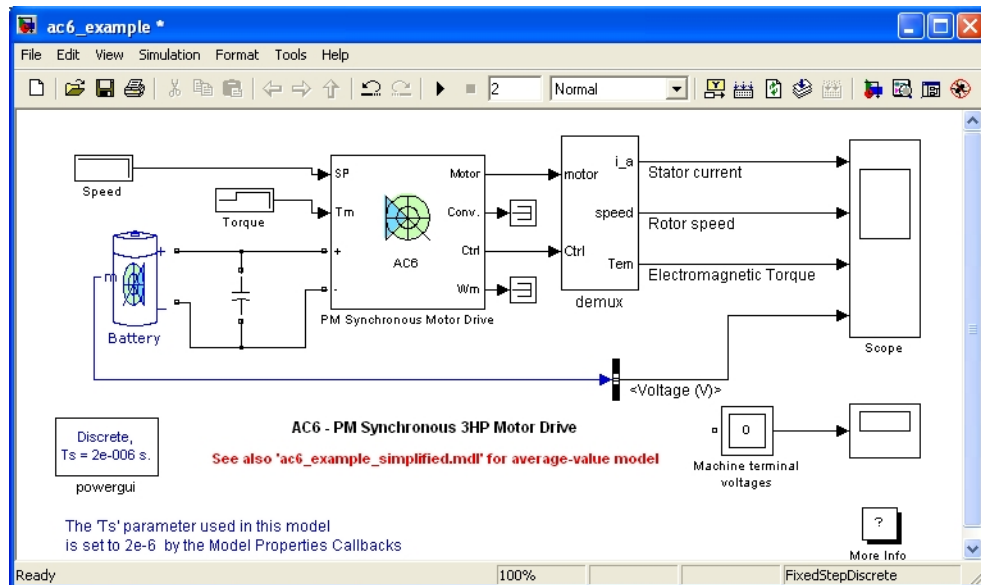 ac6_example *
File Edit View Simulation Format Tools Help
2 Normal
Speed
Torque
SP
Tm
+
-
Motor
Conv.
Ctrl
Wm
AC6
PM Synchronous Motor Drive
motor
Ctrl
i_a
speed
Tem
demux
Stator current
Rotor speed
Electromagnetic Torque
Scope
m
+
Battery
<Voltage (V)>
Discrete,
Ts = 2e-006 s.
powergui
AC6 - PM Synchronous 3HP Motor Drive
See also 'ac6_example_simplified.mdl' for average-value model
0
Machine terminal
voltages
The 'Ts' parameter used in this model
is set to 2e-6 by the Model Properties Callbacks
?
More Info
Ready 100% FixedStepDiscrete